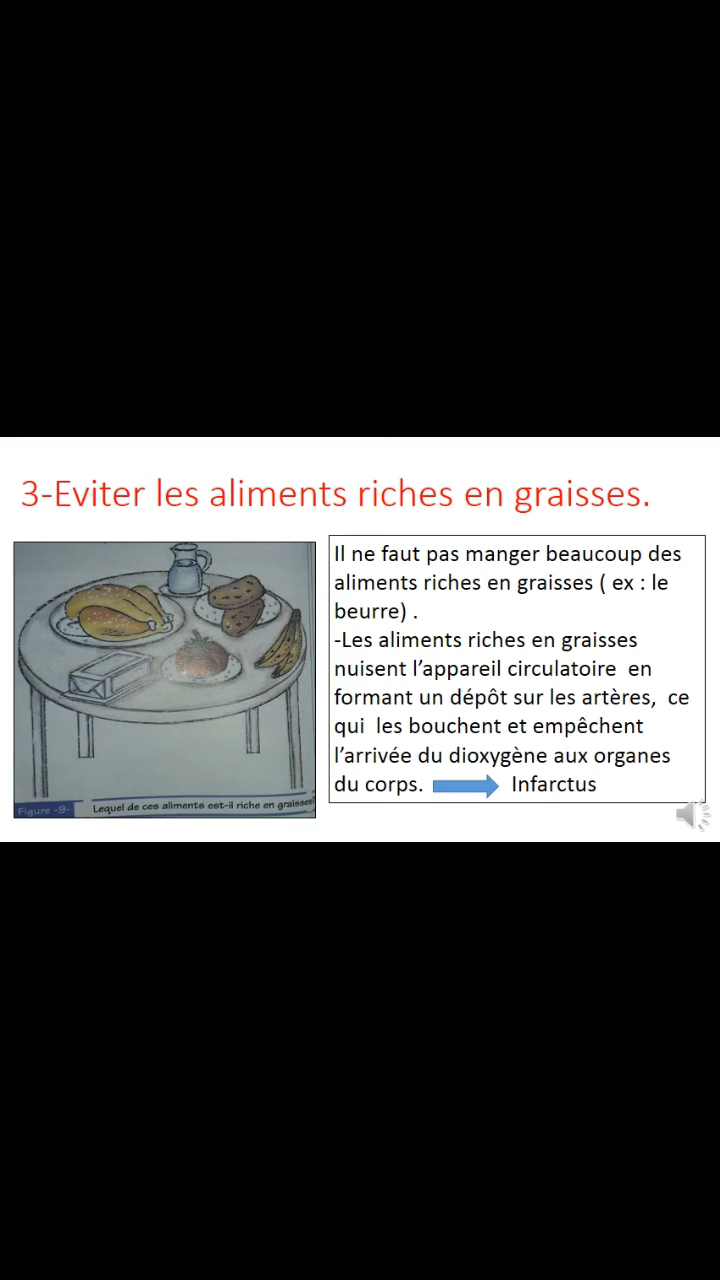 3-Eviter les aliments riches en graisses.
Il ne faut pas manger beaucoup des
aliments riches en graisses ( ex : le
beurre) .
-Les aliments riches en graisses
nuisent l’appareil circulatoire en
formant un dépôt sur les artères, ce
qui les bouchent et empêchent
l’arrivée du dioxygène aux organes
du corps. Infarctus
Figure -9- Lequel de ces aliments est-il riche en graisses?